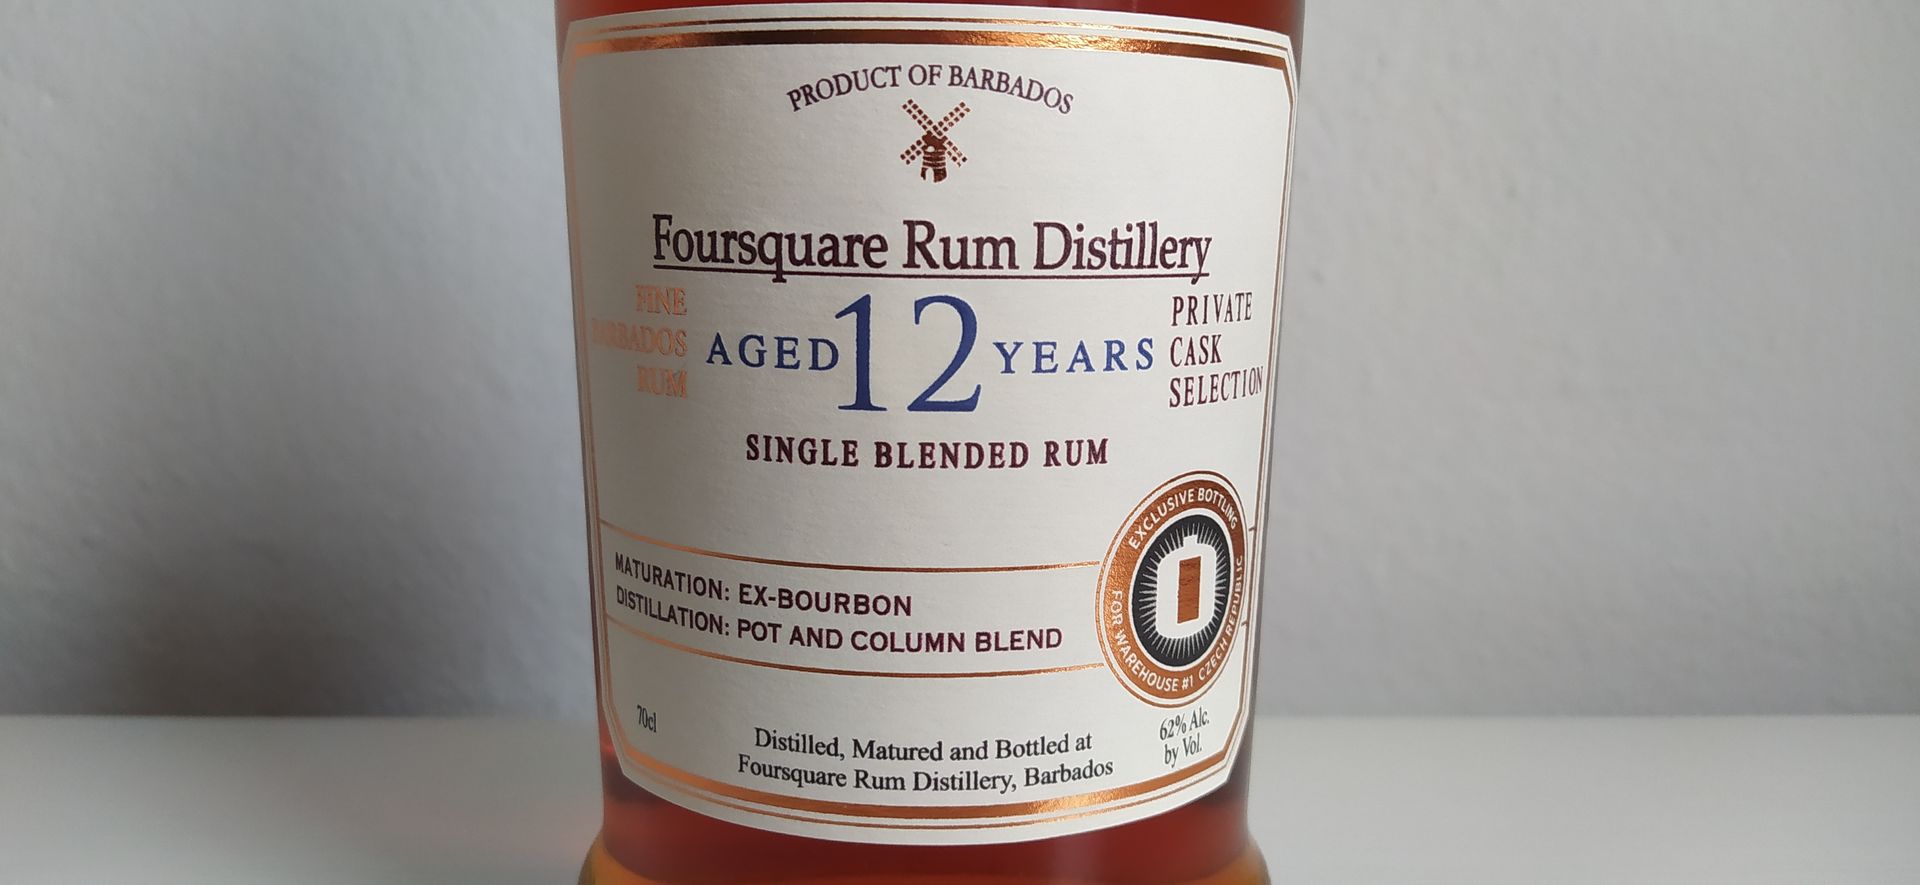 PRODUCT OF BARBADOS
Foursquare Rum Distillery
FINE
BARBADOS
RUM
AGED 12 YEARS
PRIVATE
CASK
SELECTION
SINGLE BLENDED RUM
MATURATION: EX-BOURBON
DISTILLATION: POT AND COLUMN BLEND
EXCLUSIVE BOTTLING
FOR WAREHOUSE #1 CZECH REPUBLIC
70cl
Distilled, Matured and Bottled at
Foursquare Rum Distillery, Barbados
62% Alc.
by Vol.